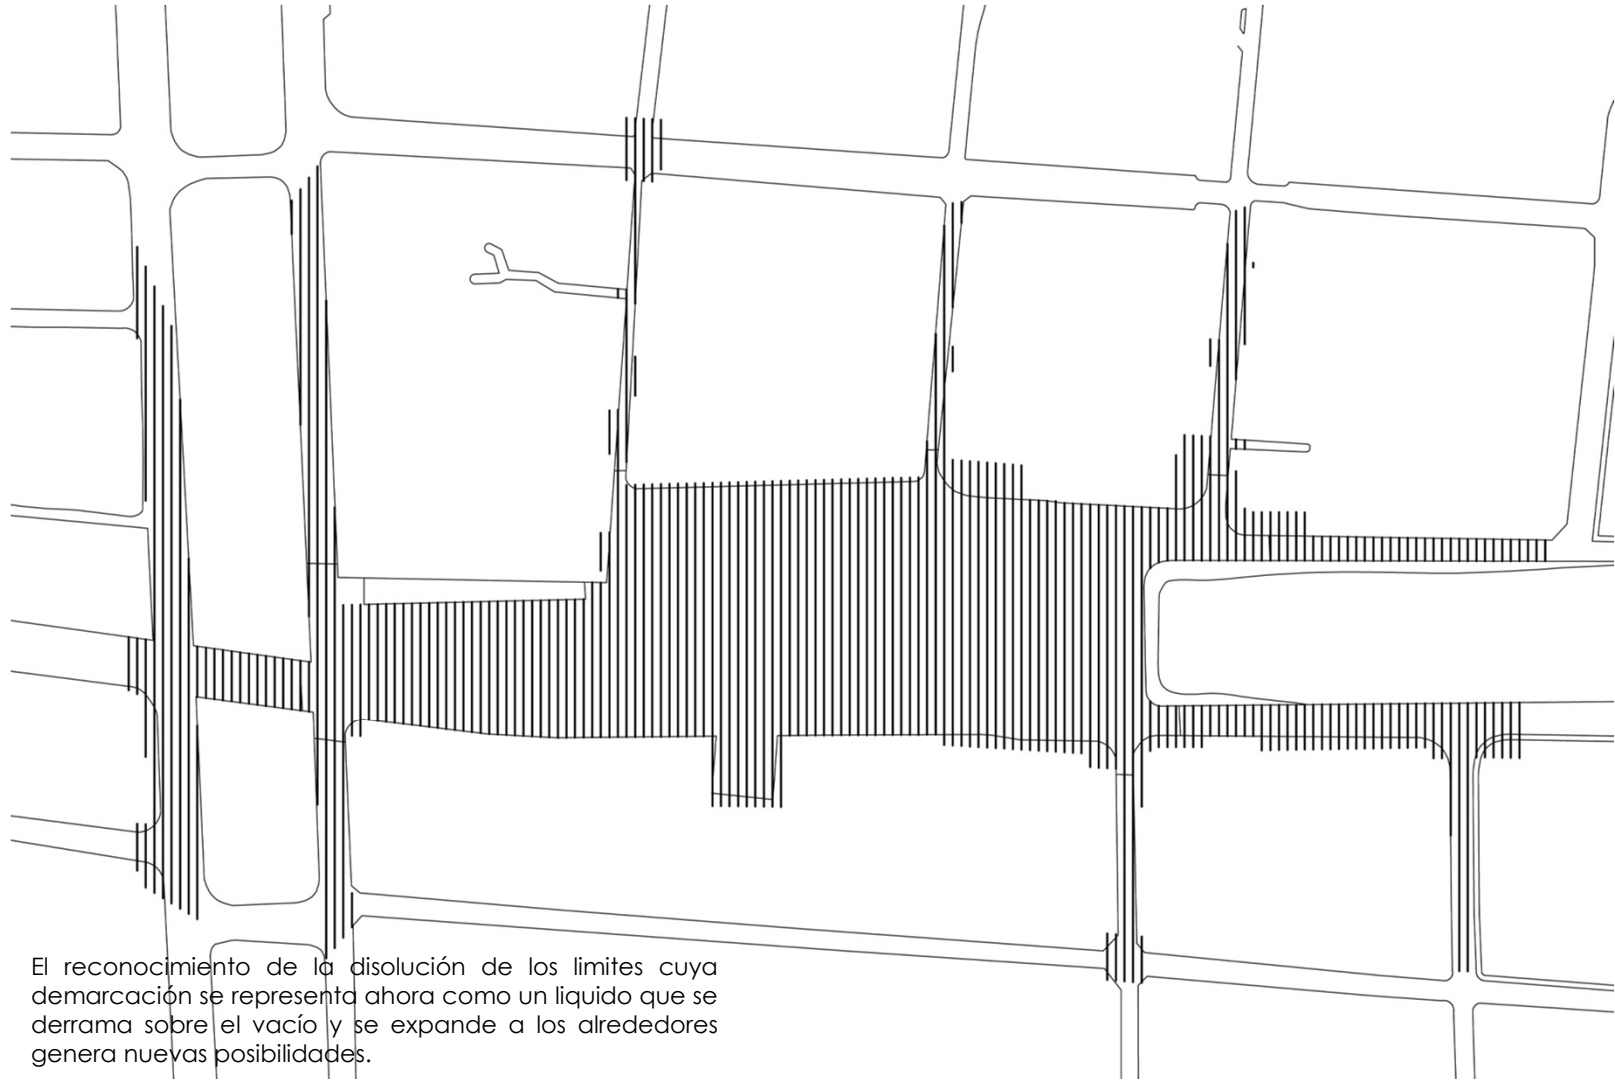 El reconocimiento de la disolución de los limites cuya
demarcación se representa ahora como un liquido que se
derrama sobre el vacío y se expande a los alrededores
genera nuevas posibilidades.